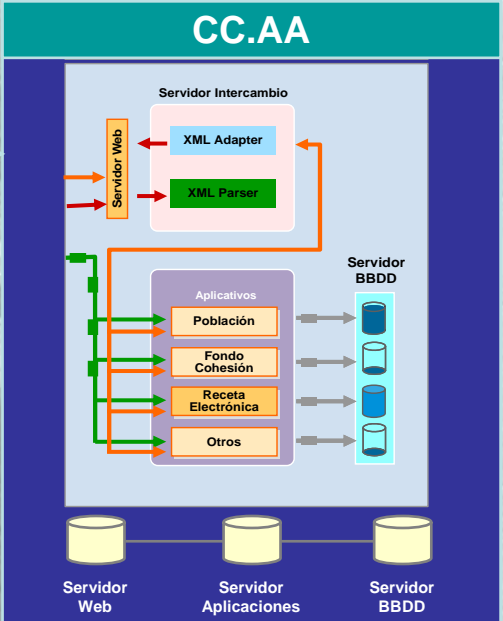 CC.AA
Servidor Intercambio
Servidor Web
XML Adapter
XML Parser
Servidor
BBDD
Aplicativos
Población
Fondo
Cohesión
Receta
Electrónica
Otros
Servidor
Web
Servidor
Aplicaciones
Servidor
BBDD